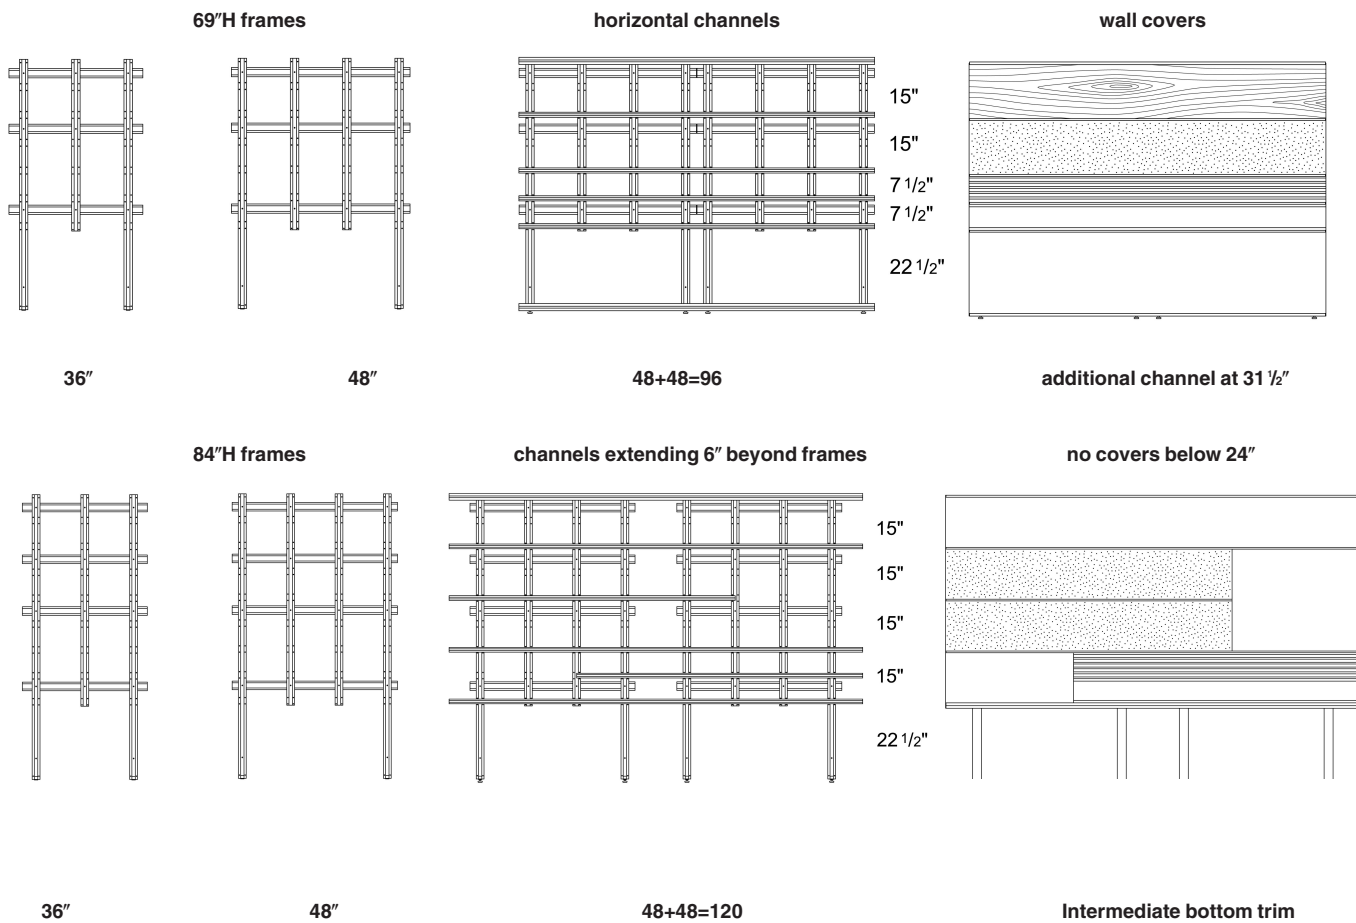 69″H frames
horizontal channels
wall covers
15"
15"
7 1/2"
7 1/2"
22 1/2"
36″
48″
48+48=96
additional channel at 31 ½″
84″H frames
channels extending 6″ beyond frames
no covers below 24″
15"
15"
15"
15"
22 1/2"
36″
48″
48+48=120
Intermediate bottom trim